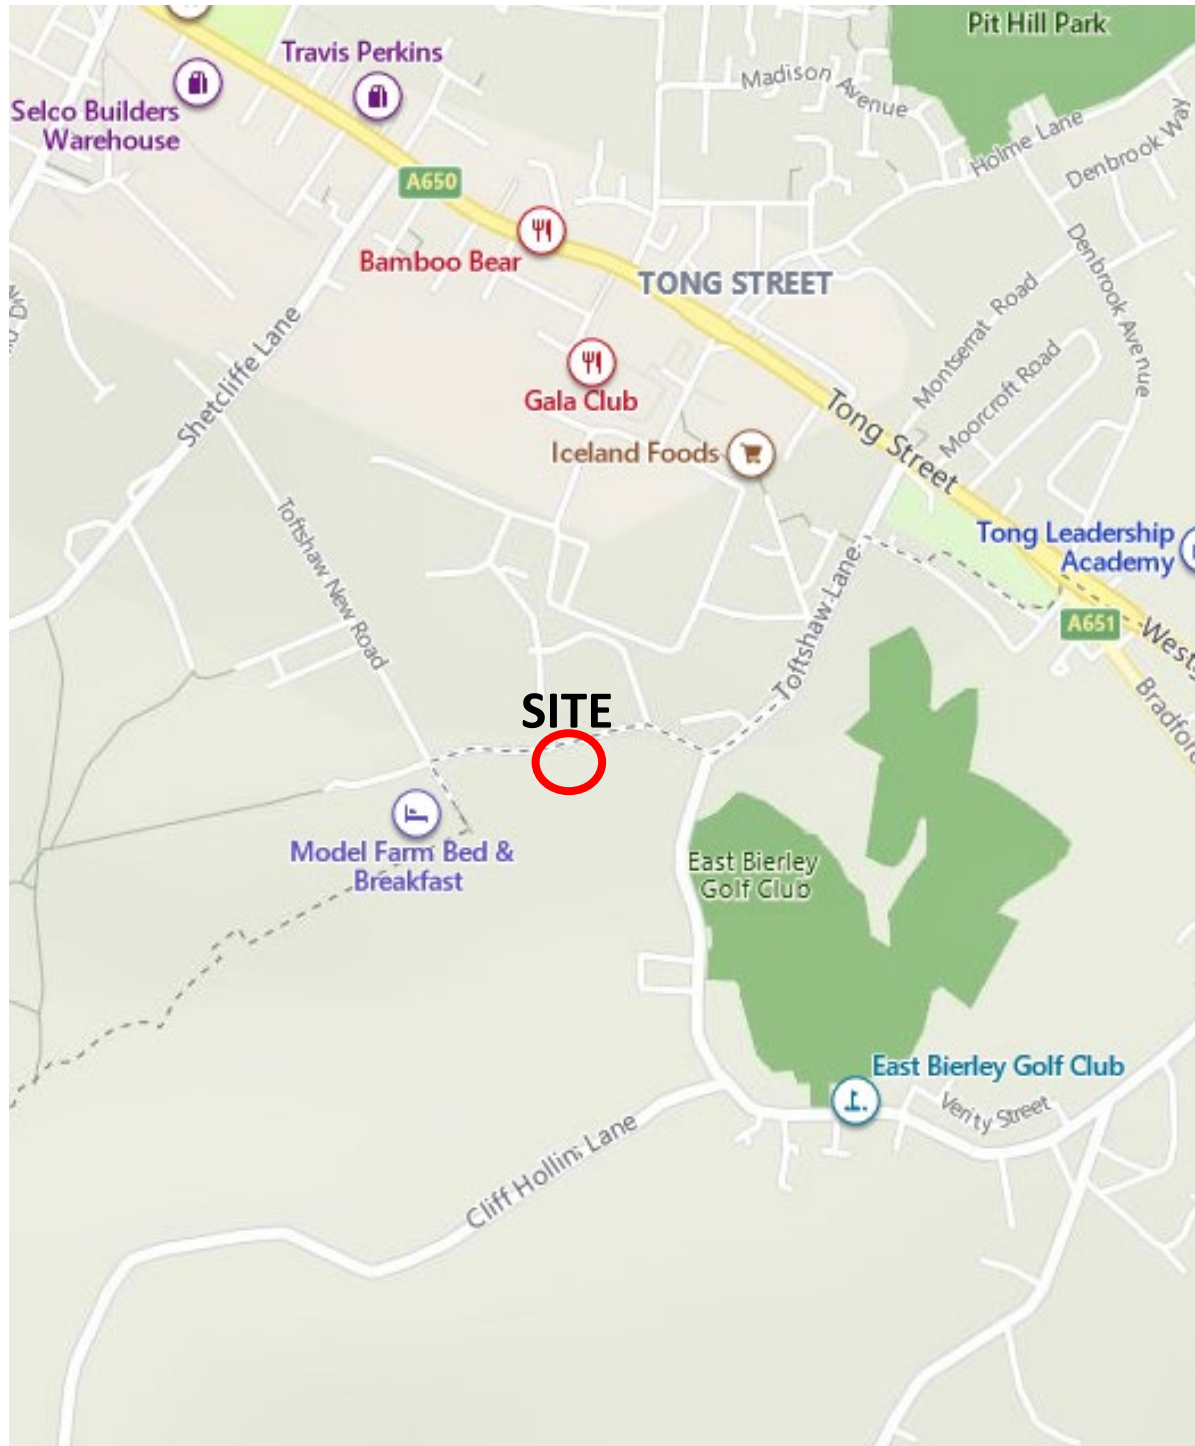 Pit Hill Park
Travis Perkins
Madison Avenue
Selco Builders
Warehouse
Holme Lane
Denbrook Way
A650
Bamboo Bear
TONG STREET
Denbrook Avenue
Montserrat Road
Shetcliffe Lane
Gala Club
Moorcroft Road
Tong Street
Iceland Foods
Toftshaw New Road
Tong Leadership
Academy
Toftshaw Lane
A651
Bradford
SITE
Model Farm Bed &
Breakfast
East Bierley
Golf Club
East Bierley Golf Club
Verity Street
Cliff Hollins Lane